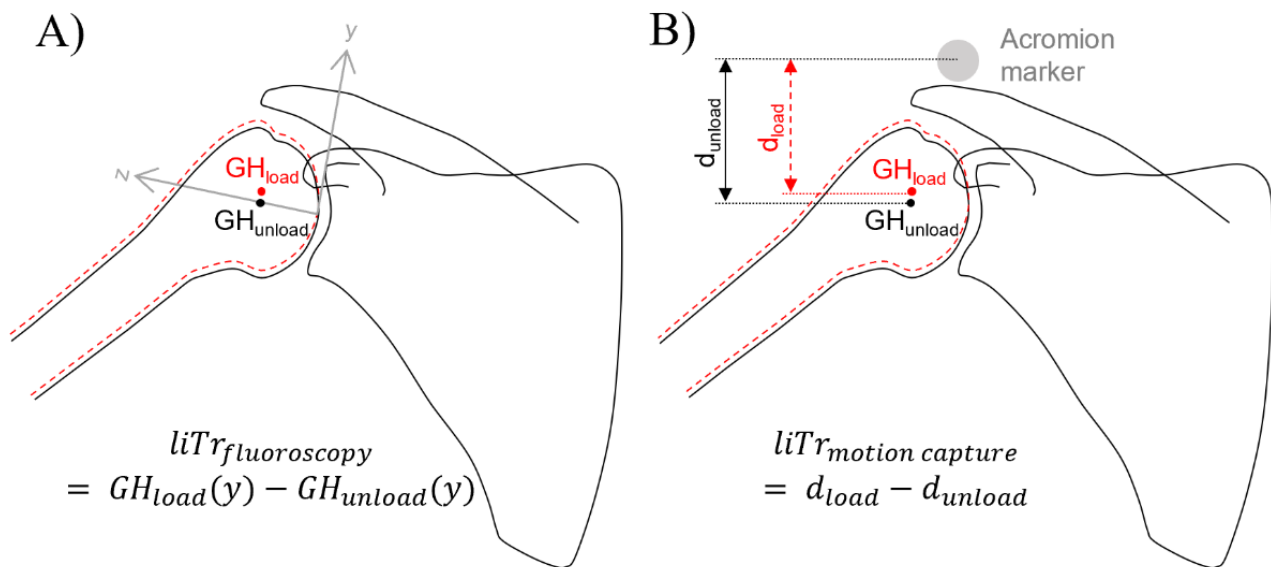 A)
y
z
GHload
GHunload
liTrfluoroscopy
= GHload(y) − GHunload(y)
B)
Acromion
marker
dunload
dload
GHload
GHunload
liTrmotion capture
= dload − dunload